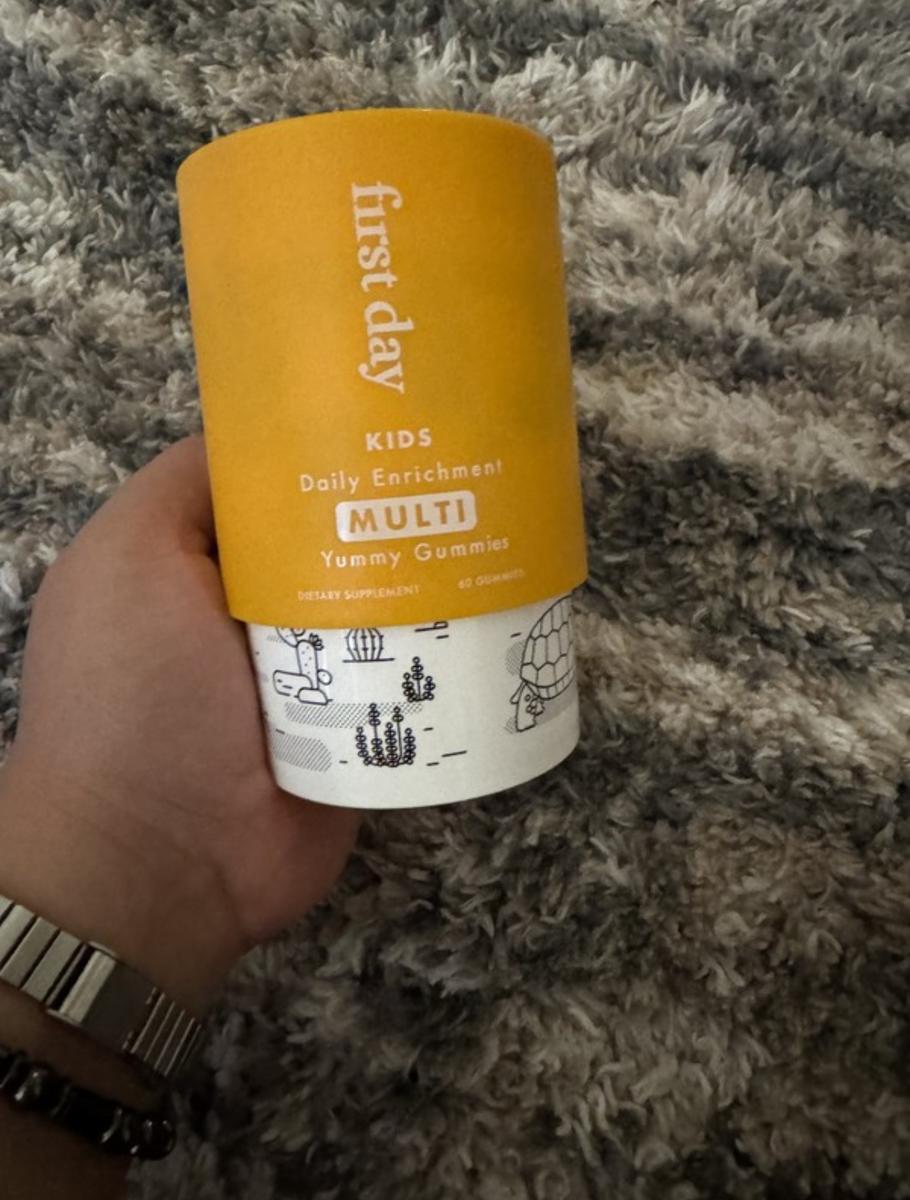 first day
KIDS
Daily Enrichment
MULTI
Yummy Gummies
DIETARY SUPPLEMENT 60 GUMMIES